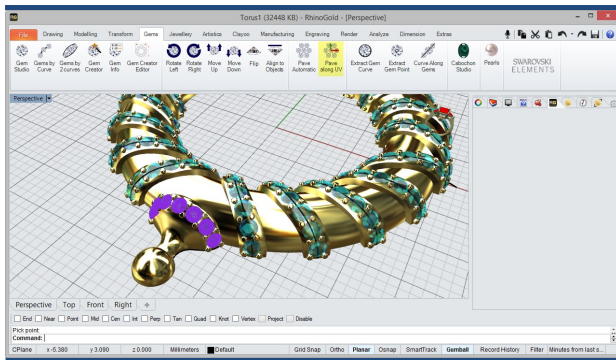 Torus1 (32448 KB) - RhinoGold - [Perspective]
File Drawing Modelling Transform Gems Jewellery Artistics Clayoo Manufacturing Engraving Render Analyze Dimension Extras
Gem Studio
Gems by Curve
Gems by 2 curves
Gem Creator
Gem Info
Gem Creator Editor
Rotate Left
Rotate Right
Move Up
Move Down
Flip
Align to Objects
Pave Automatic
Pave along UV
Extract Gem Curve
Extract Gem Point
Curve Along Gems
Cabochon Studio
Pearls
SWAROVSKI
ELEMENTS
Perspective
Perspective Top Front Right
End Near Point Mid Cen Int Perp Tan Quad Knot Vertex Project Disable
Pick point
Command:
CPlane x -5.380 y 3.090 z 0.000 Millimeters Default Grid Snap Ortho Planar Osnap SmartTrack Gumball Record History Filter Minutes from last s...